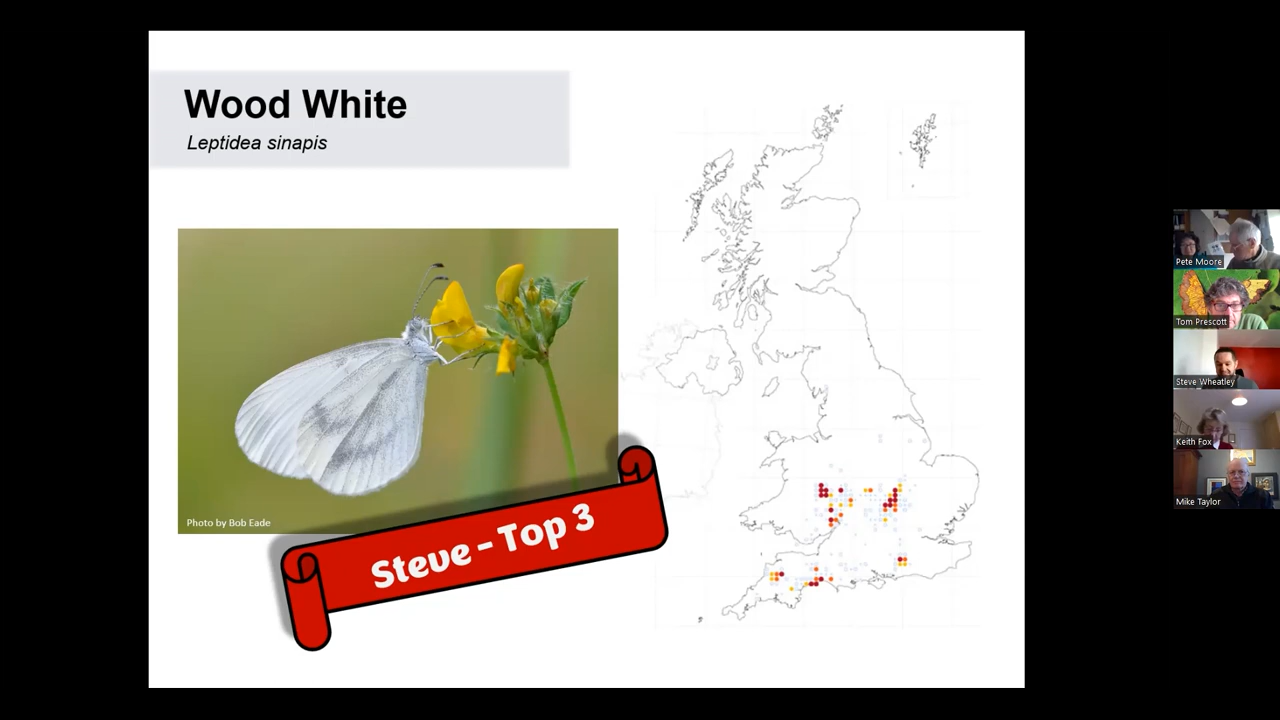 Wood White
Leptidea sinapis
Photo by Bob Eade
Steve - Top 3
Pete Moore
Tom Prescott
Steve Wheatley
Keith Fox
Mike Taylor